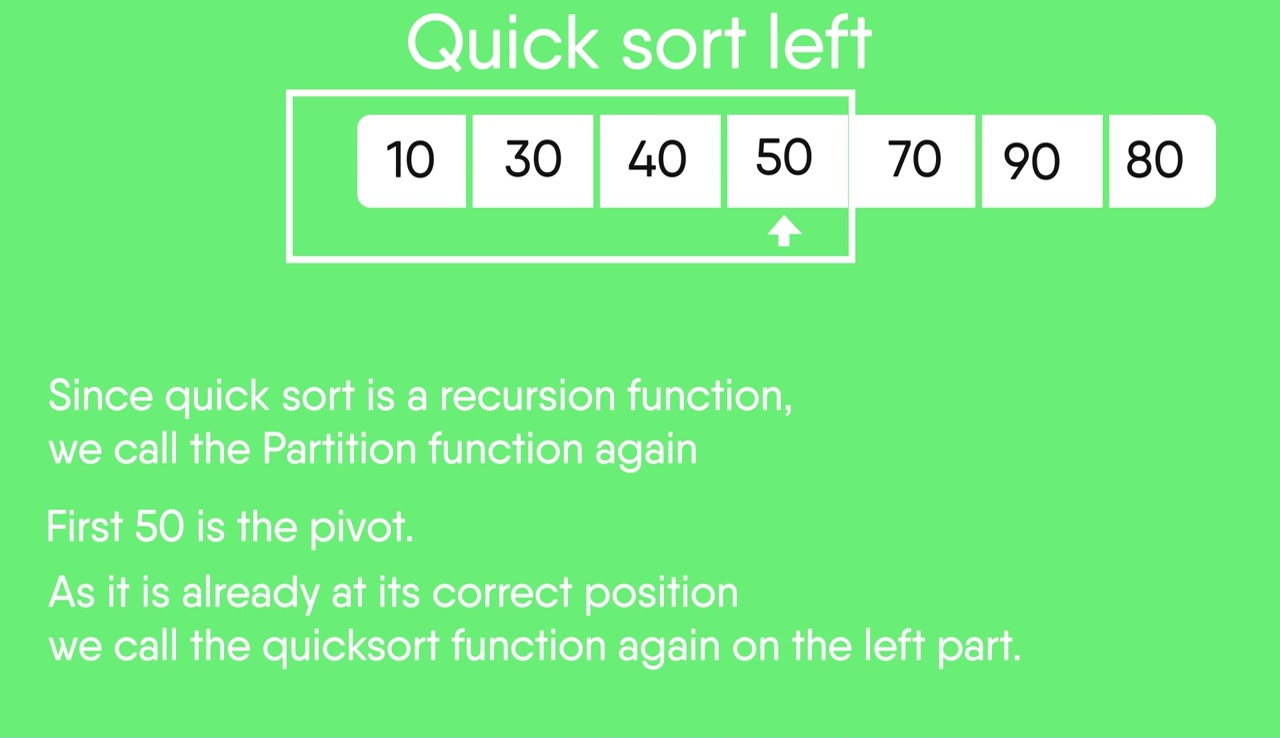 Quick sort left
10 30 40 50 70 90 80
Since quick sort is a recursion function,
we call the Partition function again
First 50 is the pivot.
As it is already at its correct position
we call the quicksort function again on the left part.